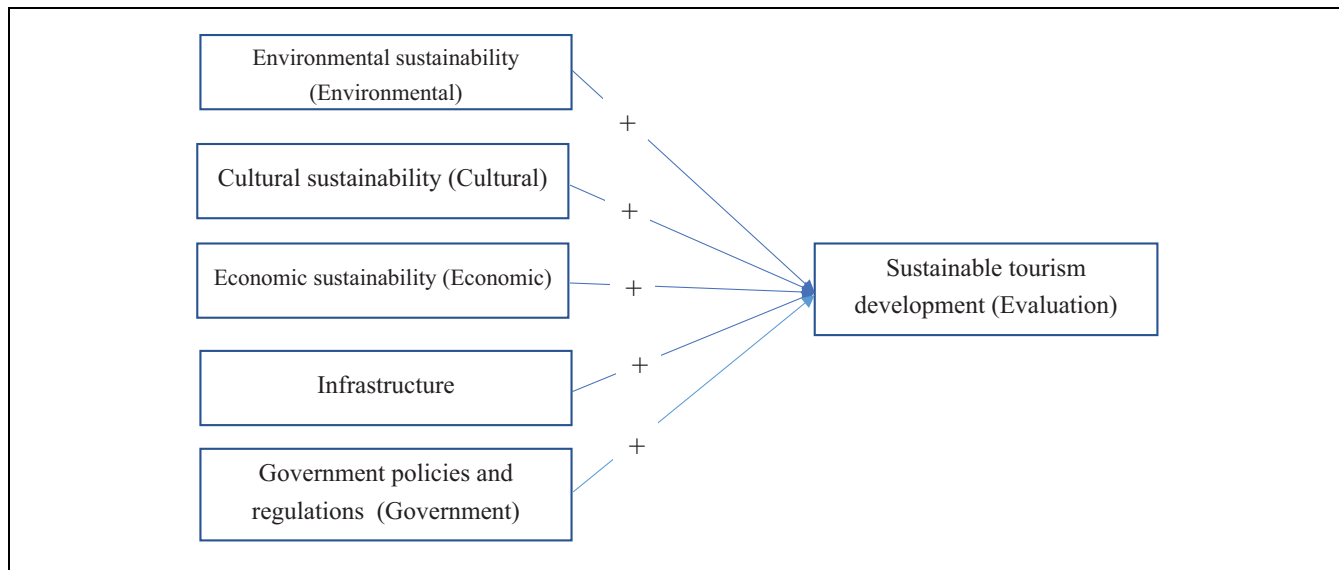 Environmental sustainability
(Environmental)
+
Cultural sustainability (Cultural)
+
Economic sustainability (Economic)
+
Infrastructure
+
Government policies and
regulations (Government)
+
Sustainable tourism
development (Evaluation)